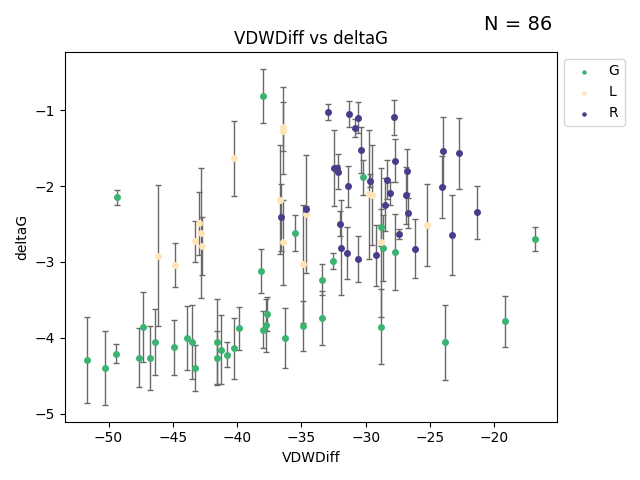 N = 86
VDWDiff vs deltaG
G
L
R
deltaG
−1
−2
−3
−4
−5
−50 −45 −40 −35 −30 −25 −20
VDWDiff